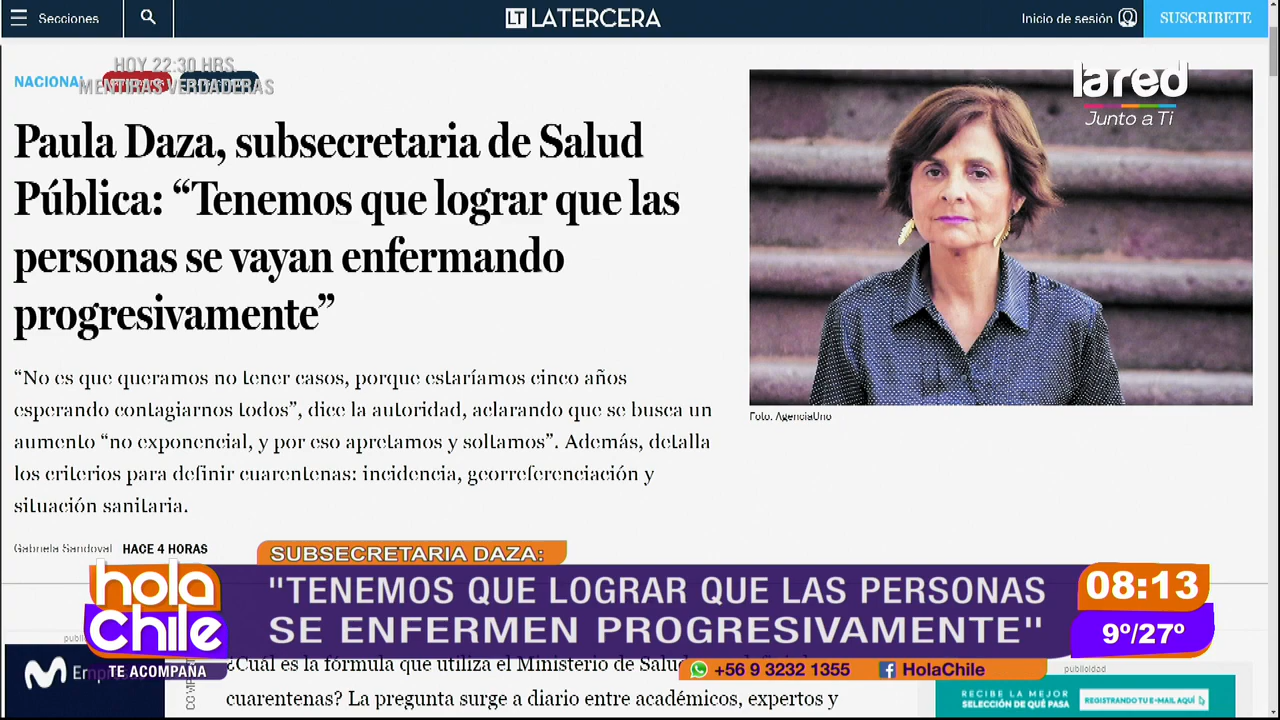 Secciones
LT LATERCERA
Inicio de sesión
SUSCRIBETE
HOY 22:30 HRS.
NACIONAL
MENTIRAS VERDADERAS
la red
Junto a Ti
Paula Daza, subsecretaria de Salud
Pública: “Tenemos que lograr que las
personas se vayan enfermando
progresivamente”
Foto: AgenciaUno
“No es que queramos no tener casos, porque estaríamos cinco años
esperando contagiarnos todos”, dice la autoridad, aclarando que se busca un
aumento “no exponencial, y por eso apretamos y soltamos”. Además, detalla
los criterios para definir cuarentenas: incidencia, georreferenciación y
situación sanitaria.
Gabriela Sandoval HACE 4 HORAS
SUBSECRETARIA DAZA:
"TENEMOS QUE LOGRAR QUE LAS PERSONAS
SE ENFERMEN PROGRESIVAMENTE"
hola
chile
TE ACOMPAÑA
08:13
9º/27º
+56 9 3232 1355
HolaChile
publicidad
¿Cuál es la fórmula que utiliza el Ministerio de Salud
cuarentenas? La pregunta surge a diario entre académicos, expertos y
RECIBE LA MEJOR
SELECCIÓN DE QUÉ PASA
REGISTRANDO TU E-MAIL AQUÍ